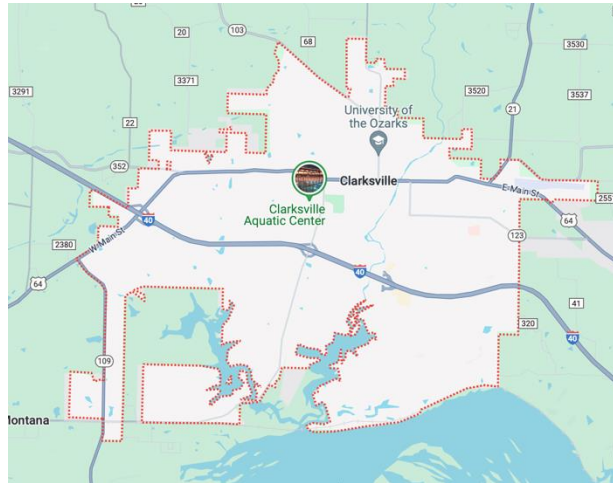 20
103
68
3530
3371
3291
3520
3537
University of
the Ozarks
21
22
352
Clarksville
E Main St
Clarksville
Aquatic Center
255
64
40
W Main St
2380
123
40
64
41
320
40
109
Montana